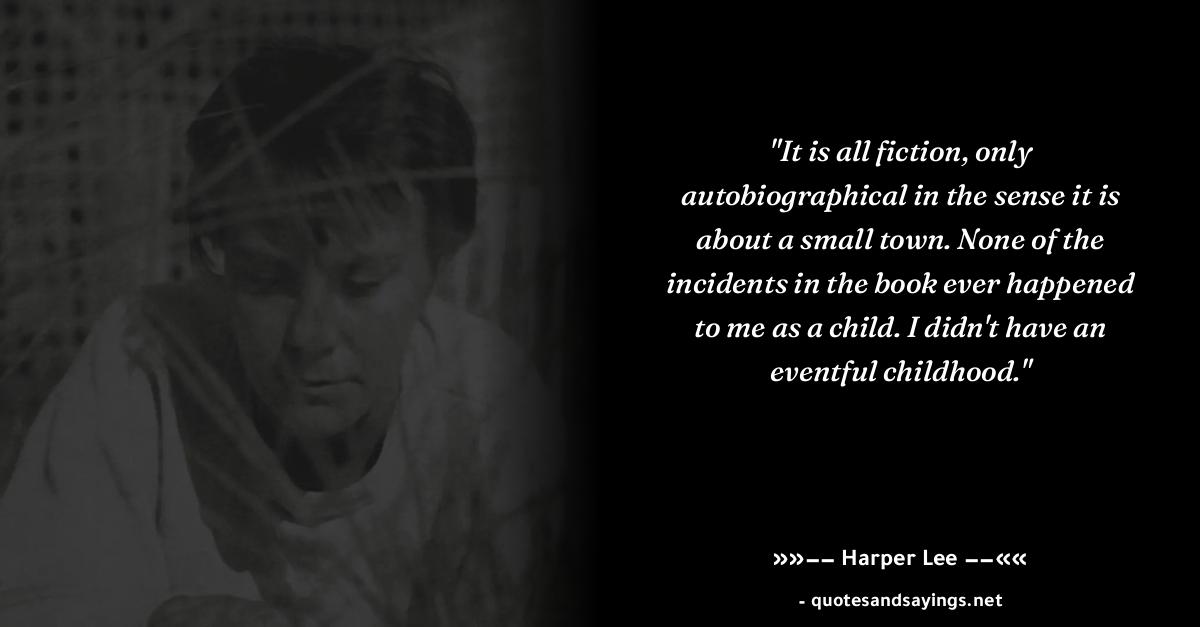 "It is all fiction, only
autobiographical in the sense it is
about a small town. None of the
incidents in the book ever happened
to me as a child. I didn't have an
eventful childhood."
»»–– Harper Lee ––««
- quotesandsayings.net